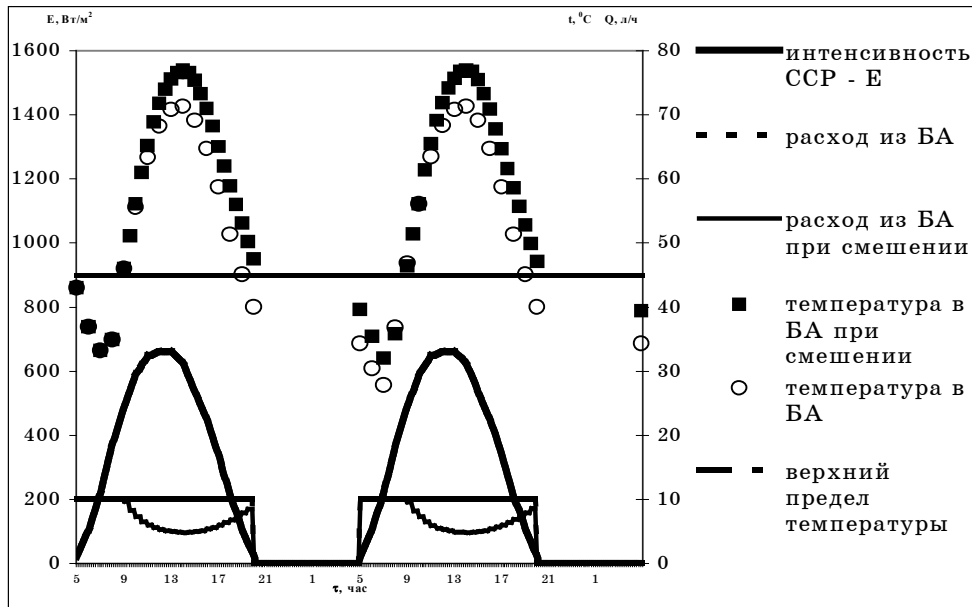 E, Вт/м²
t, ⁰C Q, л/ч
1600
1400
1200
1000
800
600
400
200
0
80
70
60
50
40
30
20
10
0
5 9 13 17 21 1 5 9 13 17 21 1
τ, час
интенсивность
ССР - Е
расход из БА
расход из БА
при смешении
температура в
БА при
смешении
температура в
БА
верхний
предел
температуры